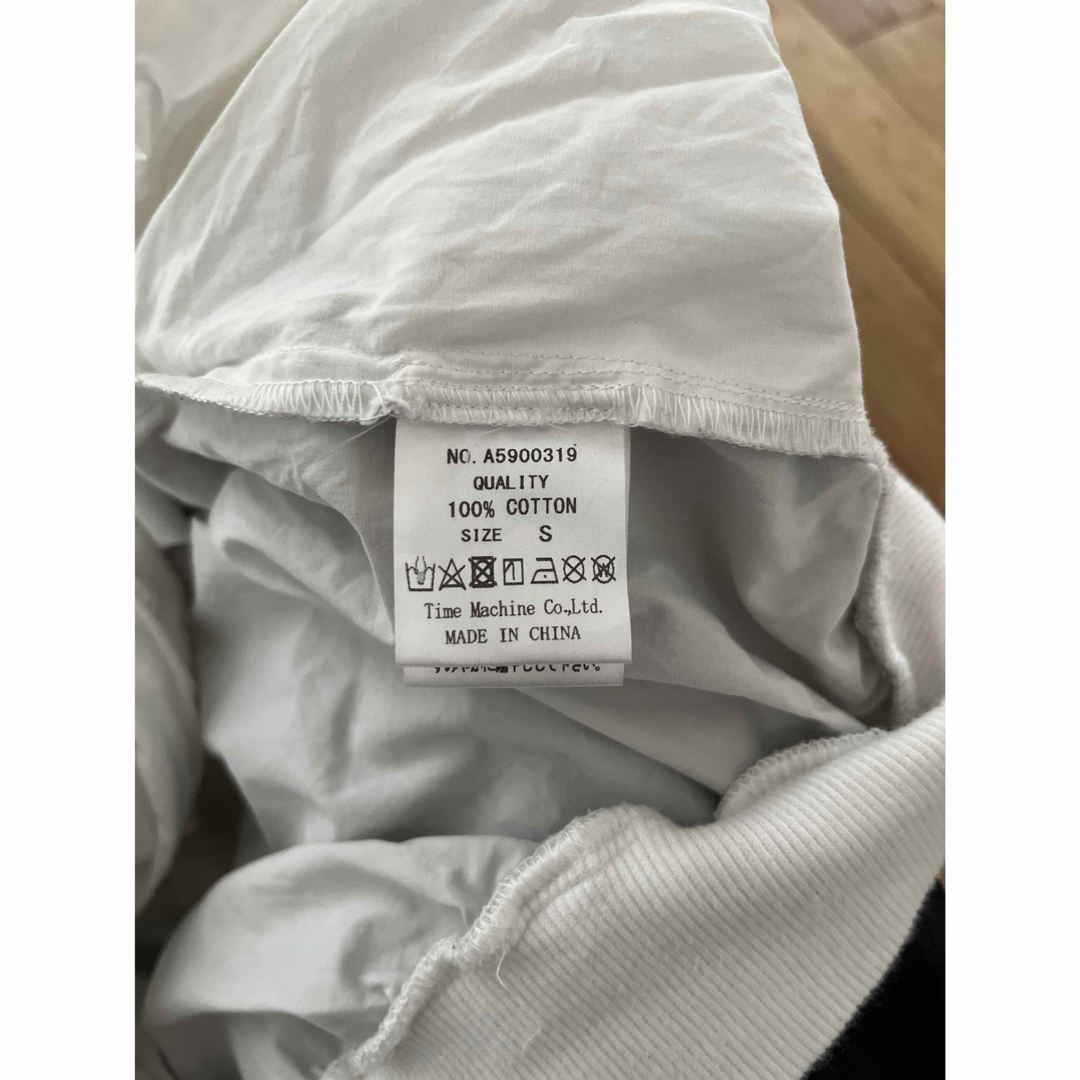 NO. A5900319
QUALITY
100% COTTON
SIZE S
Time Machine Co.,Ltd.
MADE IN CHINA